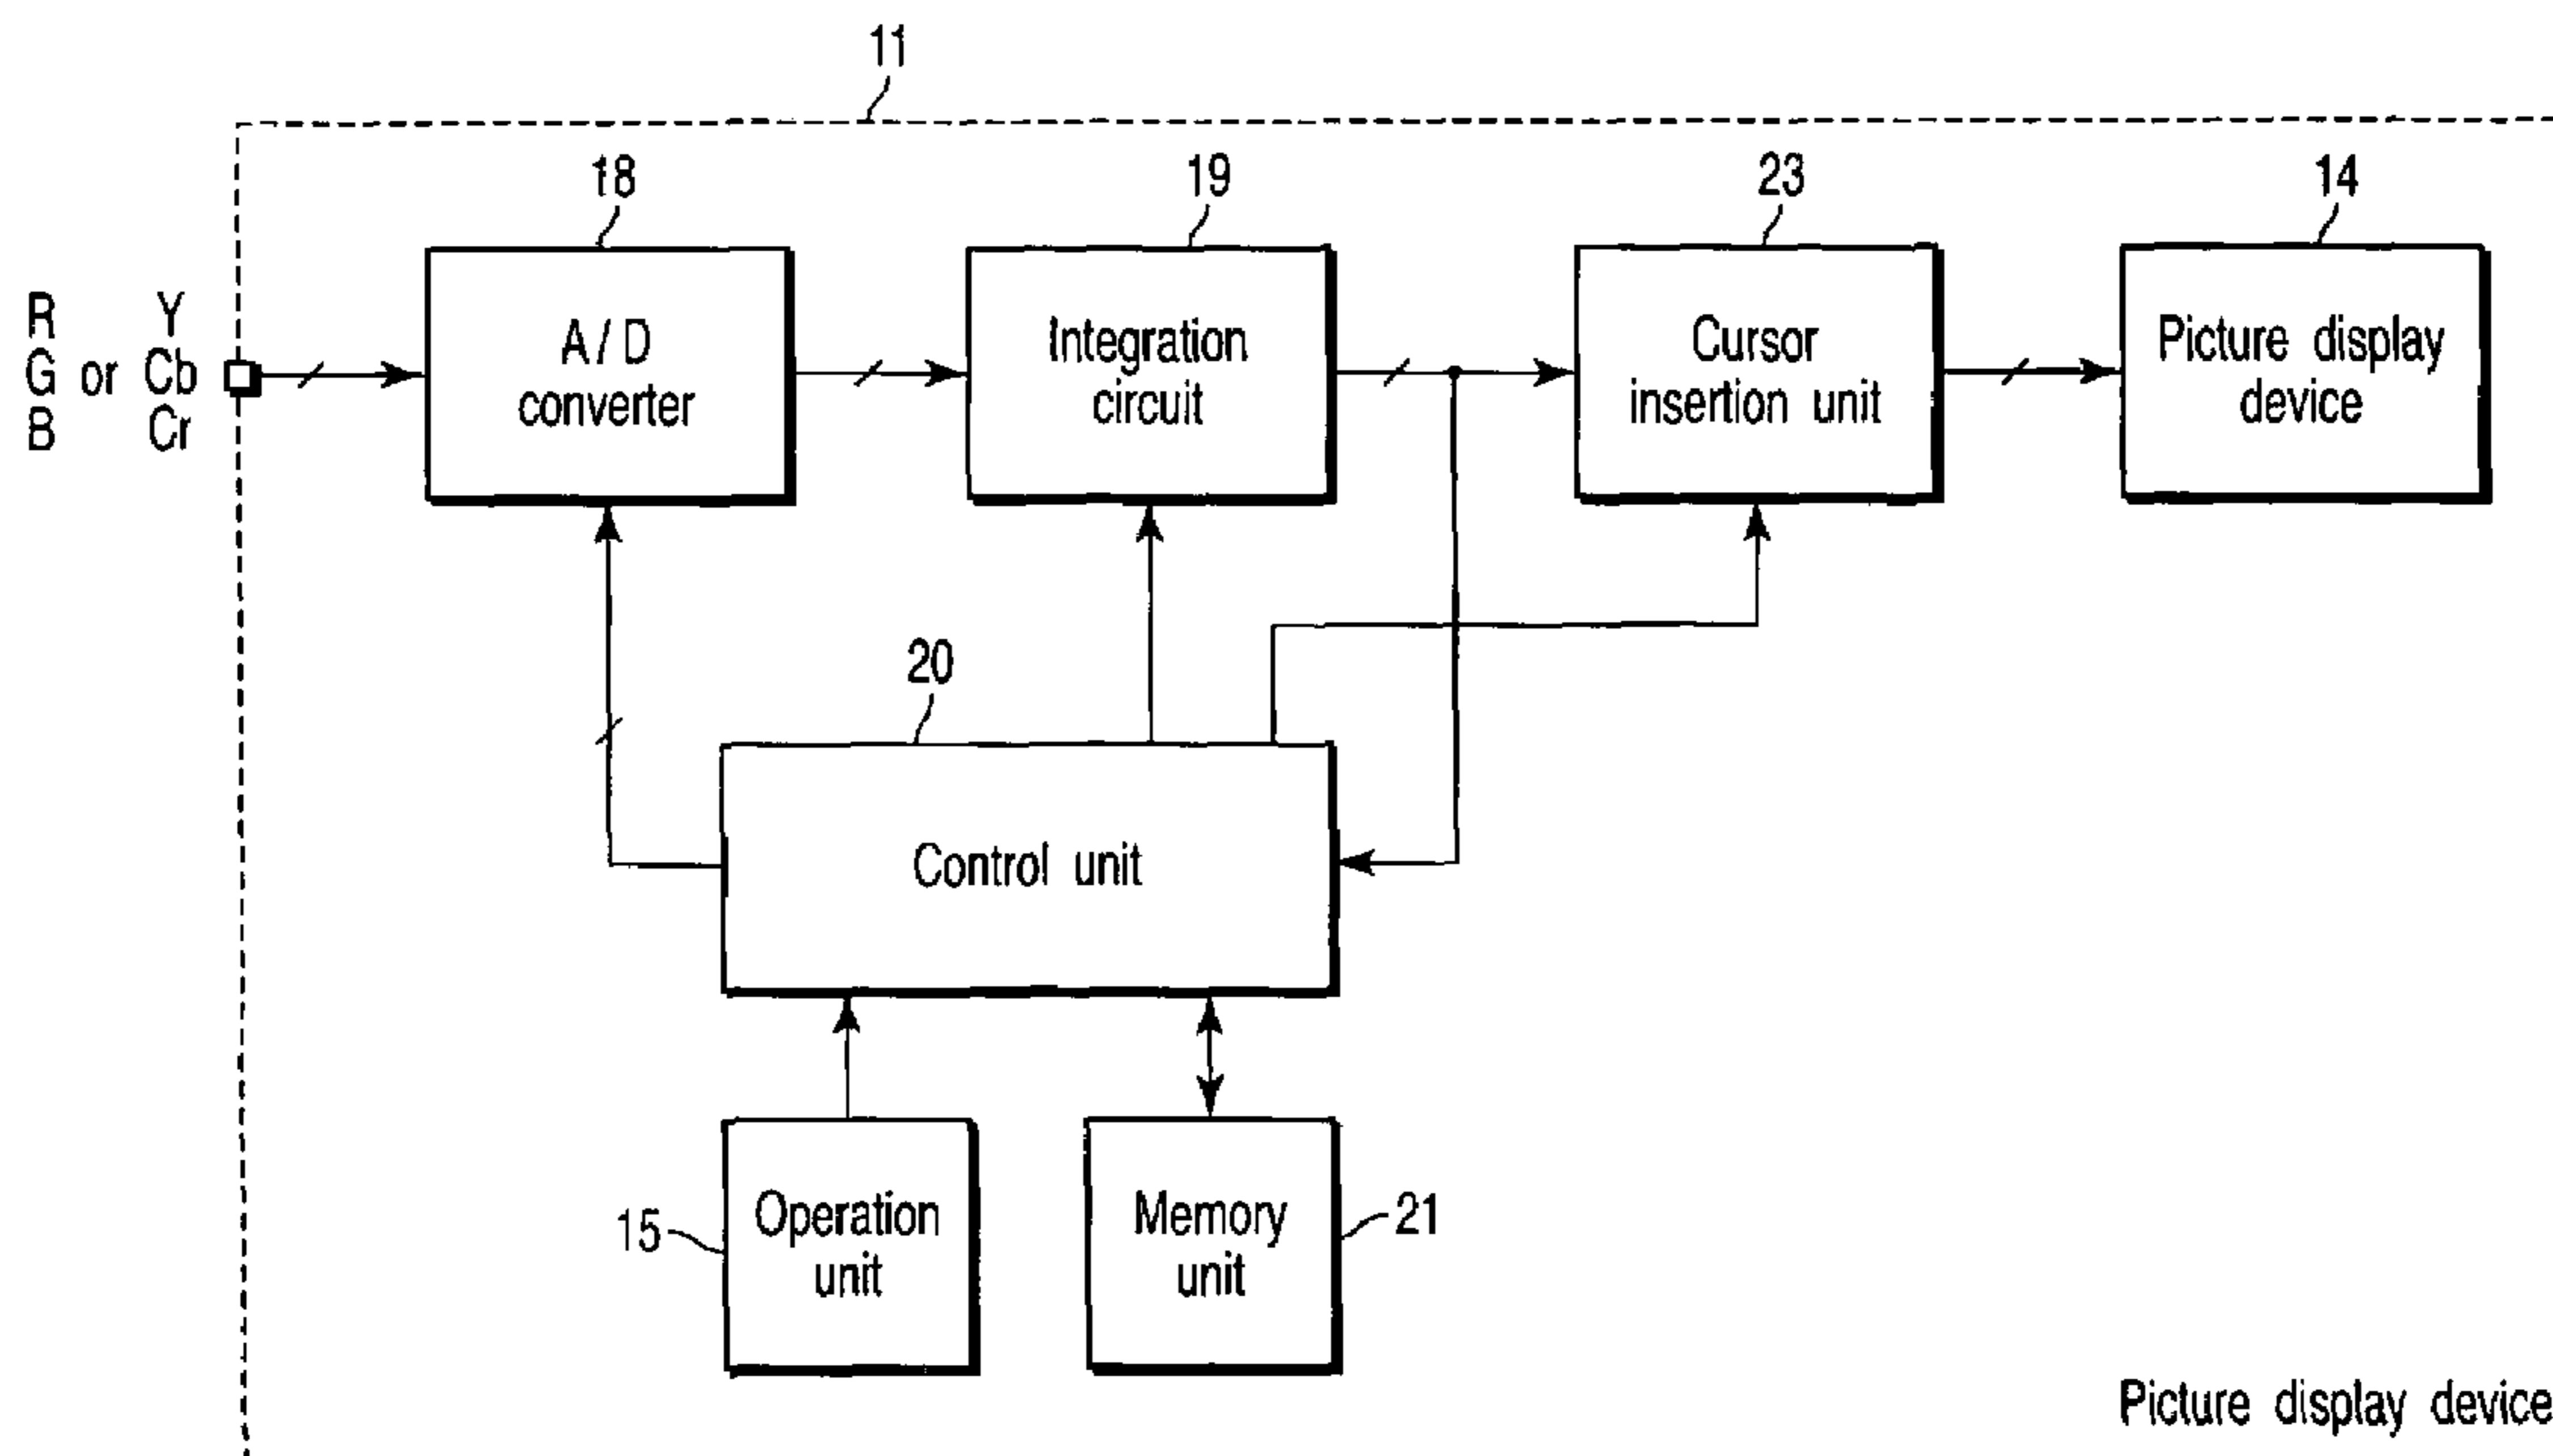 11
18
19
23
14
R Y
G or Cb
B Cr
A / D
converter
Integration
circuit
Cursor
insertion unit
Picture display
device
20
Control unit
15
Operation
unit
Memory
unit
21
Picture display device